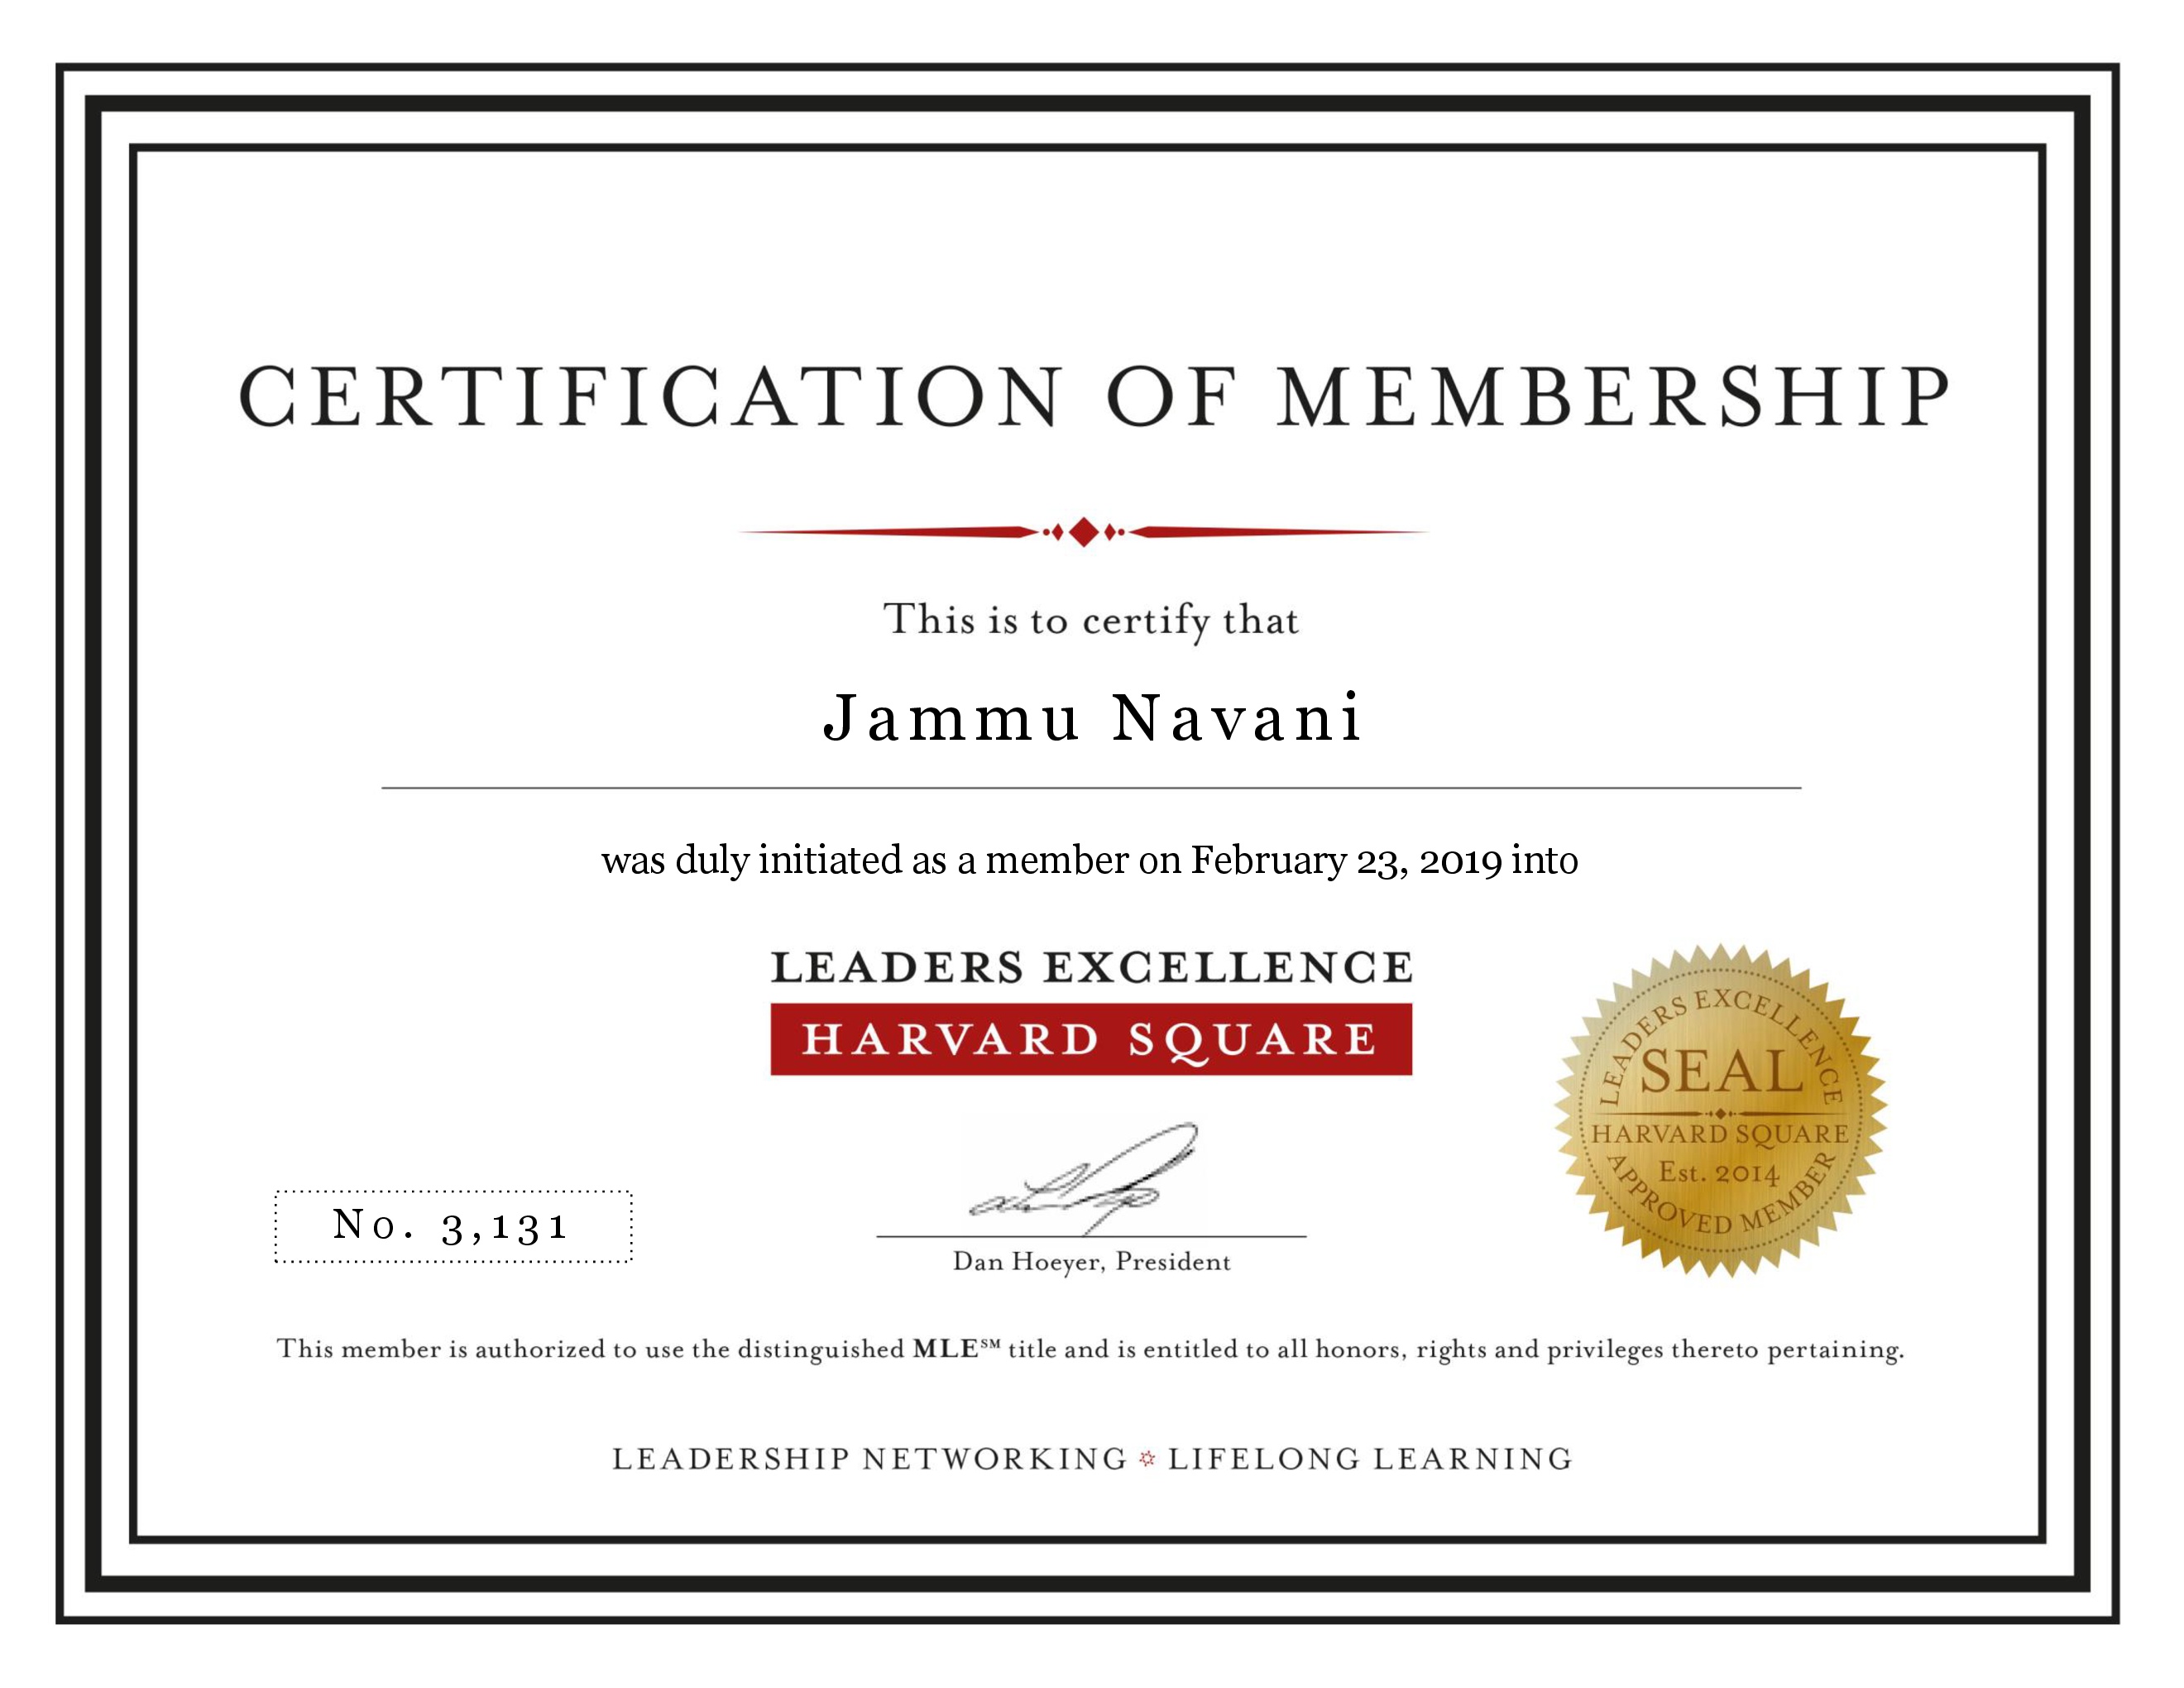 CERTIFICATION OF MEMBERSHIP
This is to certify that
Jammu Navani
was duly initiated as a member on February 23, 2019 into
LEADERS EXCELLENCE
HARVARD SQUARE
LEADERS EXCELLENCE
SEAL
HARVARD SQUARE
Est. 2014
APPROVED MEMBER
No. 3,131
Dan Hoeyer, President
This member is authorized to use the distinguished MLE℠ title and is entitled to all honors, rights and privileges thereto pertaining.
LEADERSHIP NETWORKING ✡ LIFELONG LEARNING